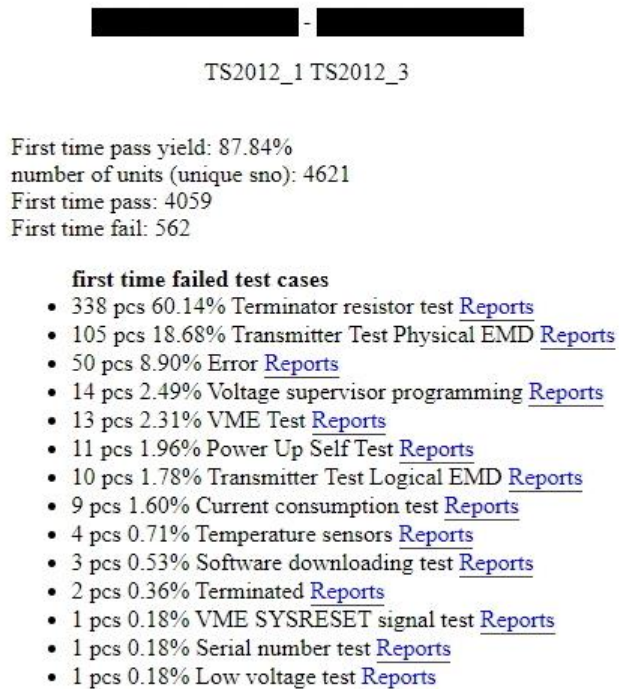 -
TS2012_1 TS2012_3
First time pass yield: 87.84%
number of units (unique sno): 4621
First time pass: 4059
First time fail: 562
first time failed test cases
• 338 pcs 60.14% Terminator resistor test Reports
• 105 pcs 18.68% Transmitter Test Physical EMD Reports
• 50 pcs 8.90% Error Reports
• 14 pcs 2.49% Voltage supervisor programming Reports
• 13 pcs 2.31% VME Test Reports
• 11 pcs 1.96% Power Up Self Test Reports
• 10 pcs 1.78% Transmitter Test Logical EMD Reports
• 9 pcs 1.60% Current consumption test Reports
• 4 pcs 0.71% Temperature sensors Reports
• 3 pcs 0.53% Software downloading test Reports
• 2 pcs 0.36% Terminated Reports
• 1 pcs 0.18% VME SYSRESET signal test Reports
• 1 pcs 0.18% Serial number test Reports
• 1 pcs 0.18% Low voltage test Reports